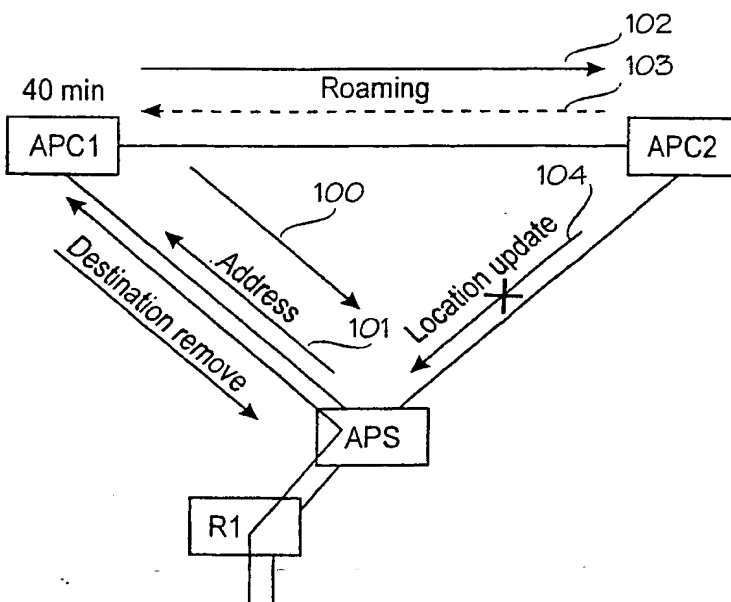 102
103
40 min
Roaming
APC1
APC2
100
104
Address
101
Location update
Destination remove
APS
R1